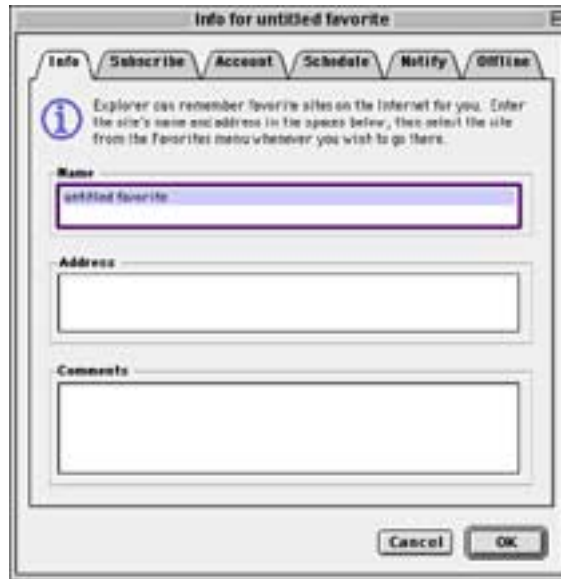 Info for untitled favorite
Info Subscribe Account Schedule Notify Offline
Explorer can remember favorite sites on the Internet for you. Enter
the site's name and address in the spaces below, then select the site
from the Favorites menu whenever you wish to go there.
Name
untitled favorite
Address
Comments
Cancel OK